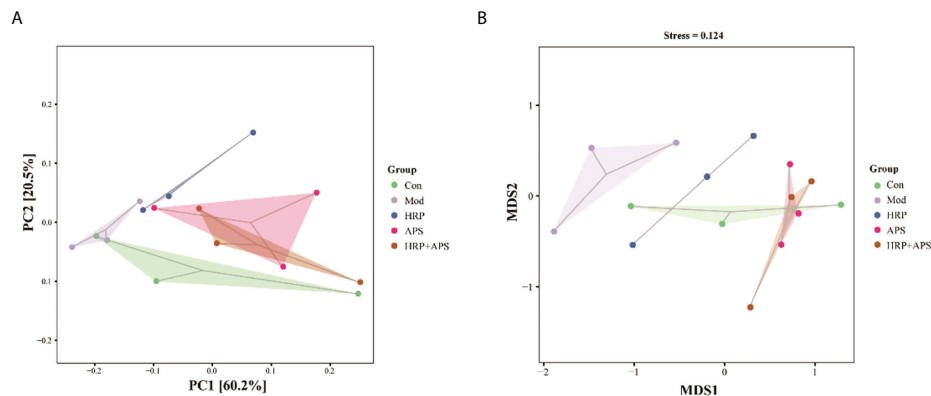 A
B
Stress = 0.124
0.2
0.1
0.0
0.1
−0.2
PC2 [20.5%]
−0.2
−0.1
0.0
0.1
0.2
PC1 [60.2%]
Group
Con
Mod
HRP
APS
HRP+APS
1
0
−1
MDS2
−2
−1
0
1
MDS1
Group
Con
Mod
HRP
APS
HRP+APS